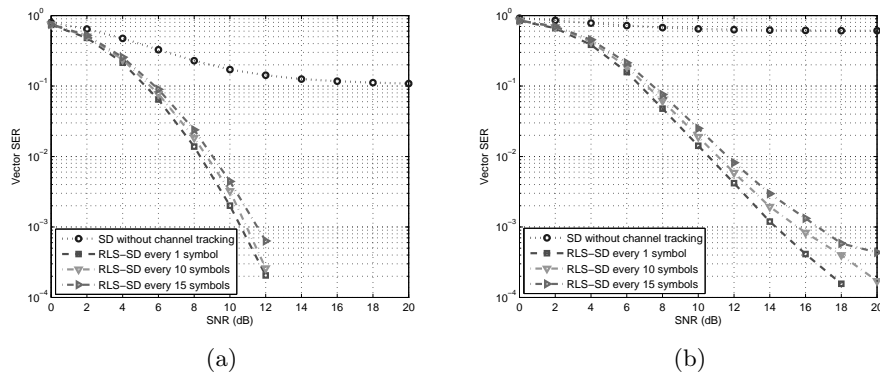 10^0
10^-1
10^-2
10^-3
10^-4
Vector SER
0 2 4 6 8 10 12 14 16 18 20
SNR (dB)
SD without channel tracking
RLS-SD every 1 symbol
RLS-SD every 10 symbols
RLS-SD every 15 symbols
(a)
10^0
10^-1
10^-2
10^-3
10^-4
Vector SER
0 2 4 6 8 10 12 14 16 18 20
SNR (dB)
SD without channel tracking
RLS-SD every 1 symbol
RLS-SD every 10 symbols
RLS-SD every 15 symbols
(b)